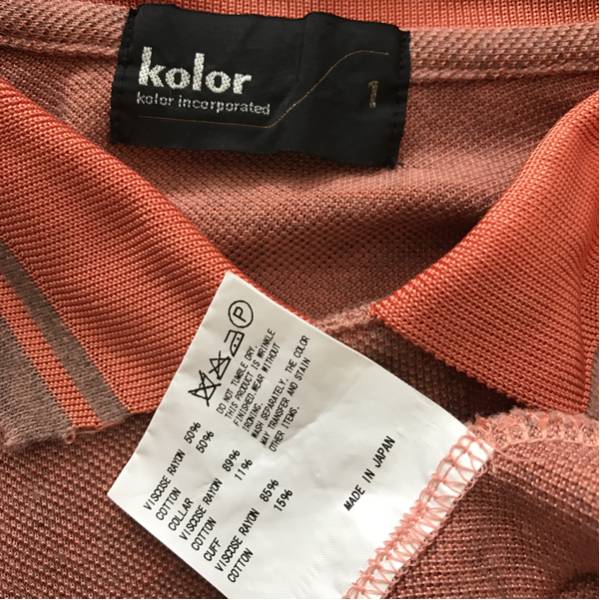 kolor
kolor incorporated
1
P
DO NOT TUMBLE DRY.
THIS PRODUCT IS WRINKLE
FINISHED.WEAR WITHOUT
IRONING.
WASH SEPARATELY. THE COLOR
MAY TRANSFER AND STAIN
OTHER ITEMS.
VISCOSE RAYON 50%
COTTON 50%
COLLAR
VISCOSE RAYON 89%
COTTON 11%
CUFF
VISCOSE RAYON 85%
COTTON 15%
MADE IN JAPAN